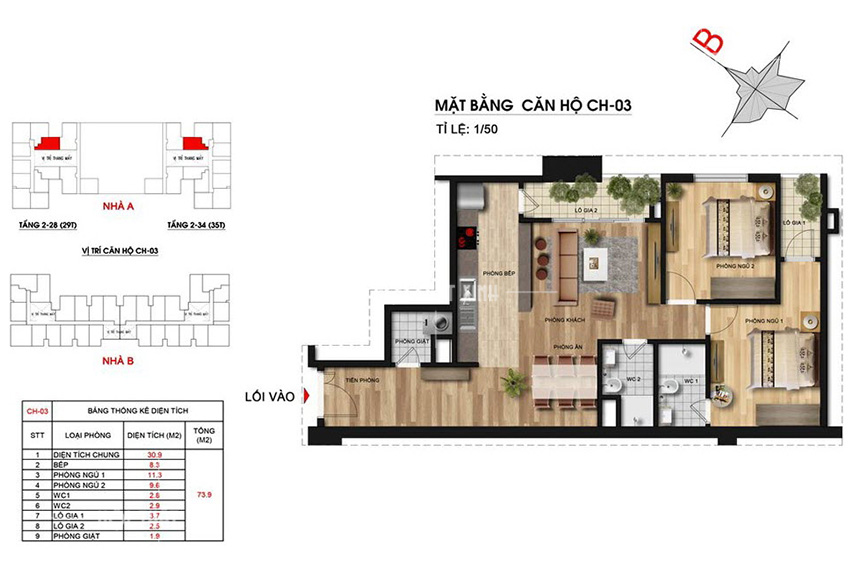 B
MẶT BẰNG CĂN HỘ CH-03
TỈ LỆ: 1/50
VỊ TRÍ THANG MÁY
VỊ TRÍ THANG MÁY
NHÀ A
TẦNG 2-28 (29T)
TẦNG 2-34 (35T)
VỊ TRÍ CĂN HỘ CH-03
VỊ TRÍ THANG MÁY
VỊ TRÍ THANG MÁY
NHÀ B
LÔ GIA 2
LÔ GIA 1
PHÒNG BẾP
PHÒNG NGỦ 2
PHÒNG KHÁCH
PHÒNG NGỦ 1
PHÒNG GIẶT
PHÒNG ĂN
TIỀN PHÒNG
WC 2
WC 1
LỐI VÀO
CH-03 BẢNG THỐNG KÊ DIỆN TÍCH
STT LOẠI PHÒNG DIỆN TÍCH (M2) TỔNG (M2)
1 DIỆN TÍCH CHUNG 30.9
2 BẾP 8.3
3 PHÒNG NGỦ 1 11.3
4 PHÒNG NGỦ 2 9.6
5 WC1 2.8 73.9
6 WC2 2.9
7 LÔ GIA 1 3.7
8 LÔ GIA 2 2.5
9 PHÒNG GIẶT 1.9